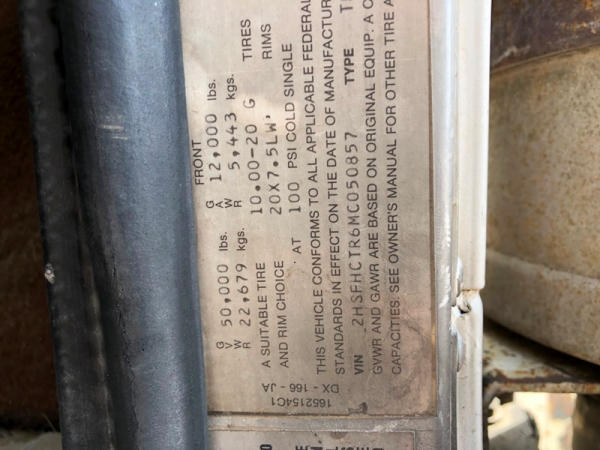 FRONT
GVWR 50,000 lbs. GAWR 12,000 lbs.
22,679 kgs. 5,443 kgs.
A SUITABLE TIRE 10.00-20 G TIRES
AND RIM CHOICE 20X7.5LW, RIMS
AT 100 PSI COLD SINGLE
THIS VEHICLE CONFORMS TO ALL APPLICABLE FEDERAL
STANDARDS IN EFFECT ON THE DATE OF MANUFACTUR
VIN 2HSFHCTR6MC050857 TYPE
GVWR AND GAWR ARE BASED ON ORIGINAL EQUIP. A C
CAPACITIES. SEE OWNER'S MANUAL FOR OTHER TIRE A
1652154C1
DX - 166 - JA